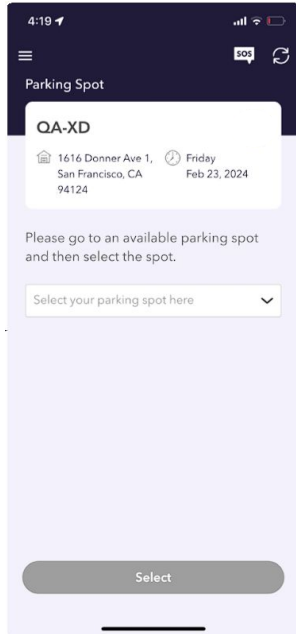 4:19
SOS
Parking Spot
QA-XD
1616 Donner Ave 1,
San Francisco, CA
94124
Friday
Feb 23, 2024
Please go to an available parking spot
and then select the spot.
Select your parking spot here
Select